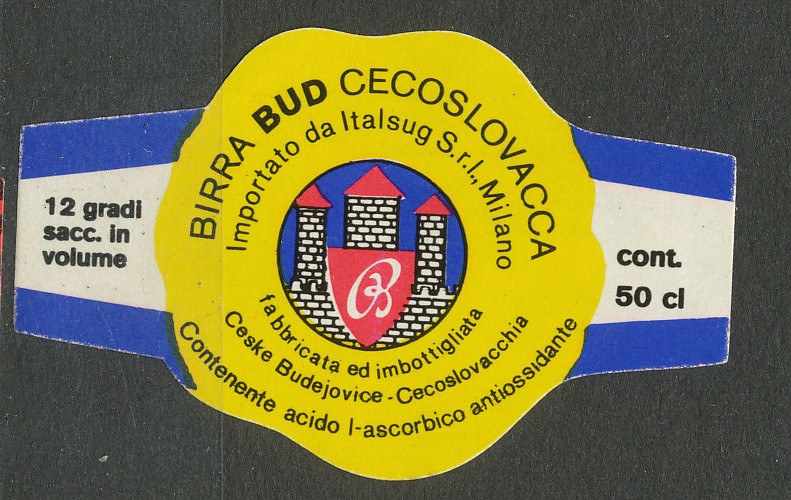 BIRRA BUD CECOSLOVACCA
Importato da Italsug S.r.l., Milano
12 gradi
sacc. in
volume
cont.
50 cl
B
fabbricata ed imbottigliata
Ceske Budejovice - Cecoslovacchia
Contenente acido l-ascorbico antiossidante